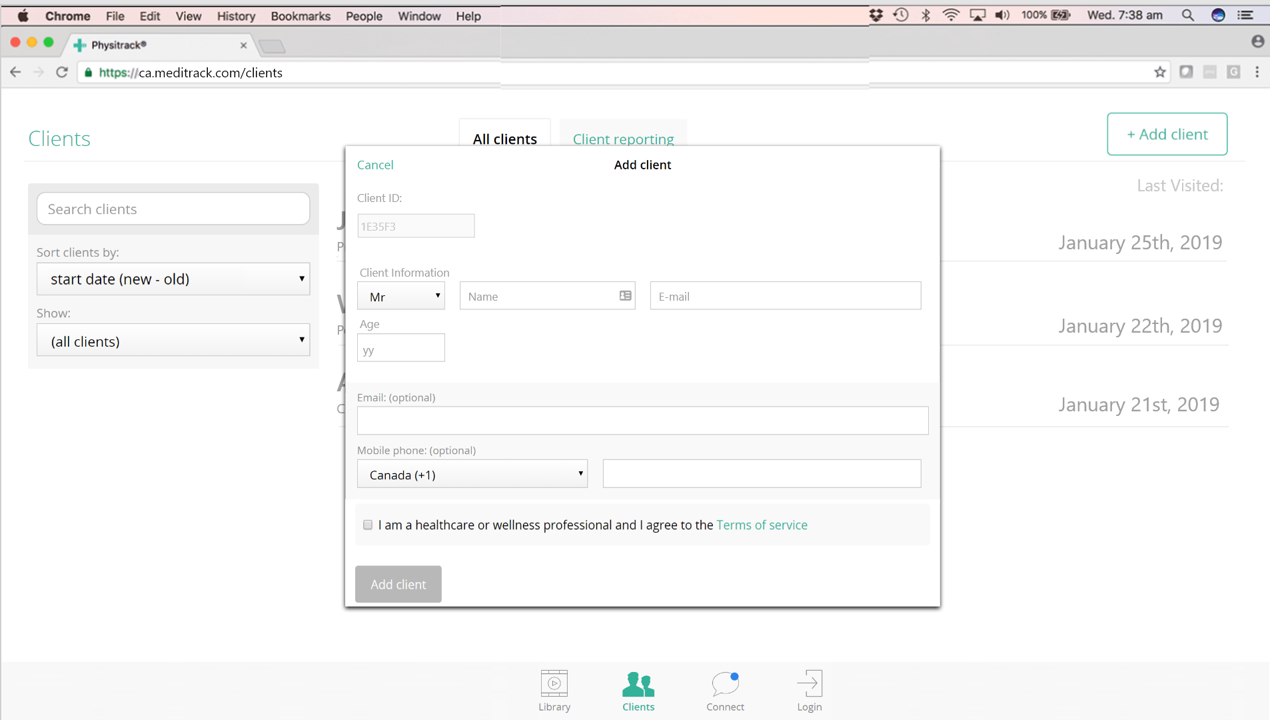 Chrome File Edit View History Bookmarks People Window Help 100% Wed. 7:38 am
Physitrack®
https://ca.meditrack.com/clients
Clients
All clients
Client reporting
+ Add client
Search clients
Sort clients by:
start date (new - old)
Show:
(all clients)
Cancel
Add client
Client ID:
1E35F3
Client Information
Mr
Name
E-mail
Age
yy
Email: (optional)
Mobile phone: (optional)
Canada (+1)
I am a healthcare or wellness professional and I agree to the Terms of service
Add client
Last Visited:
January 25th, 2019
January 22th, 2019
January 21st, 2019
Library
Clients
Connect
Login